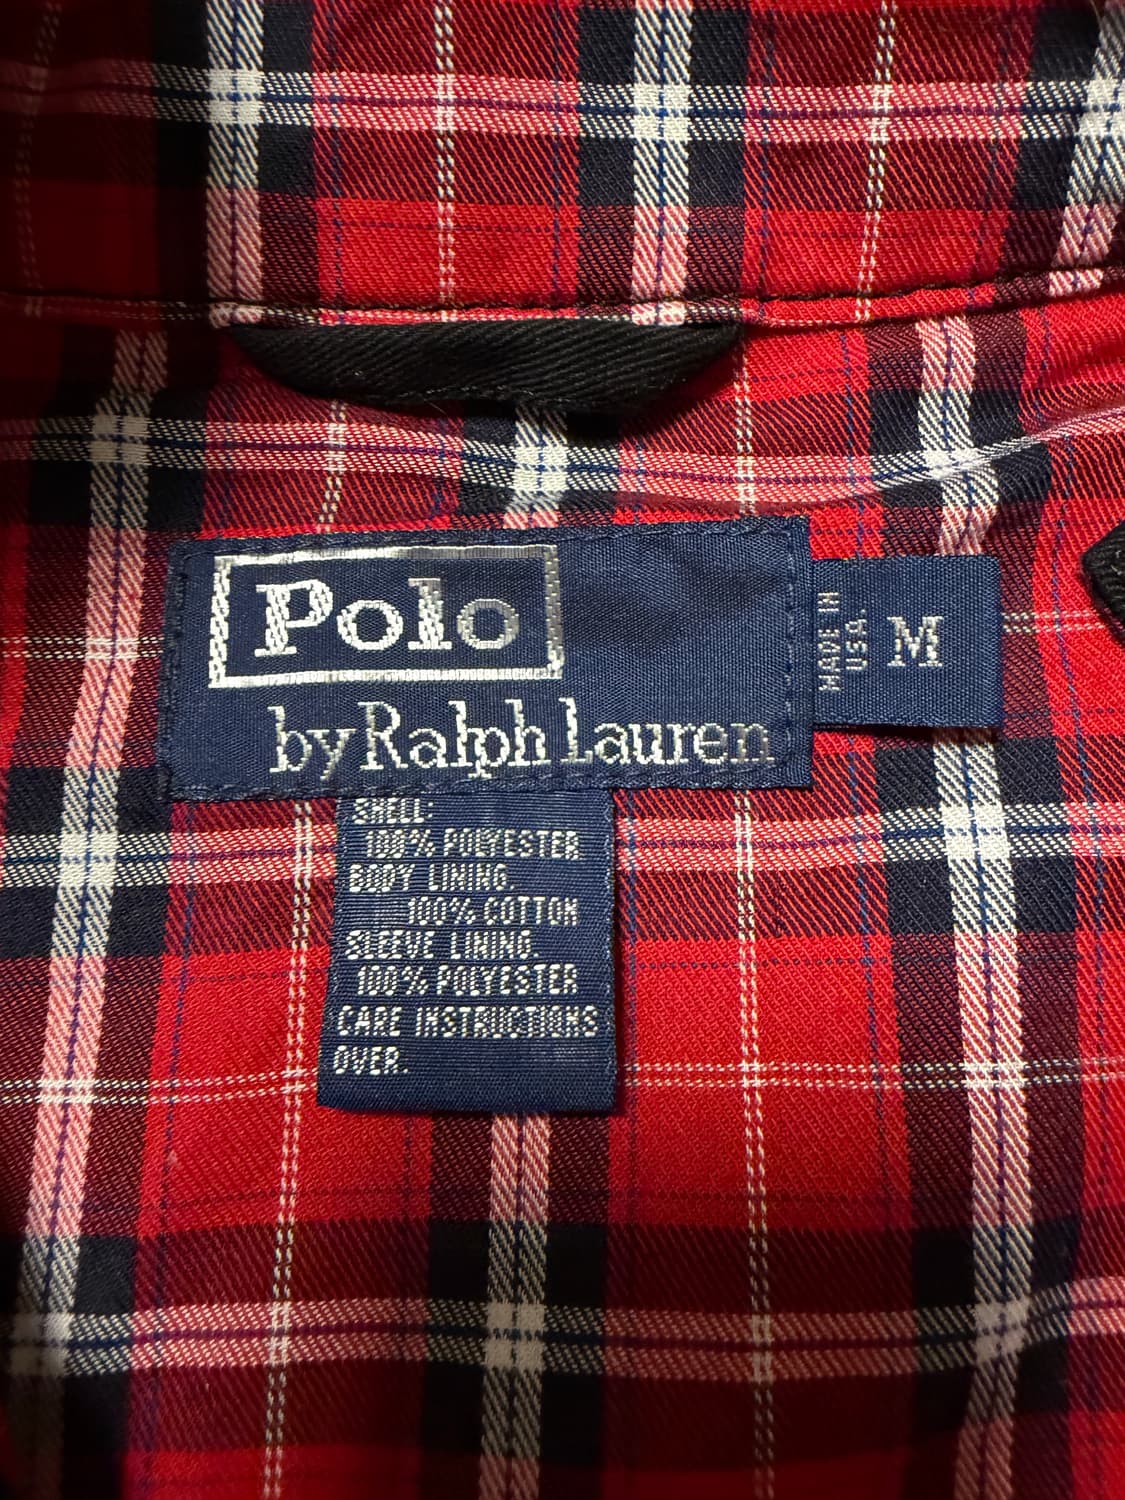 Polo
by Ralph Lauren
MADE IN
U.S.A.
M
SHELL:
100% POLYESTER
BODY LINING.
100% COTTON
SLEEVE LINING
100% POLYESTER
CARE INSTRUCTIONS
OVER.